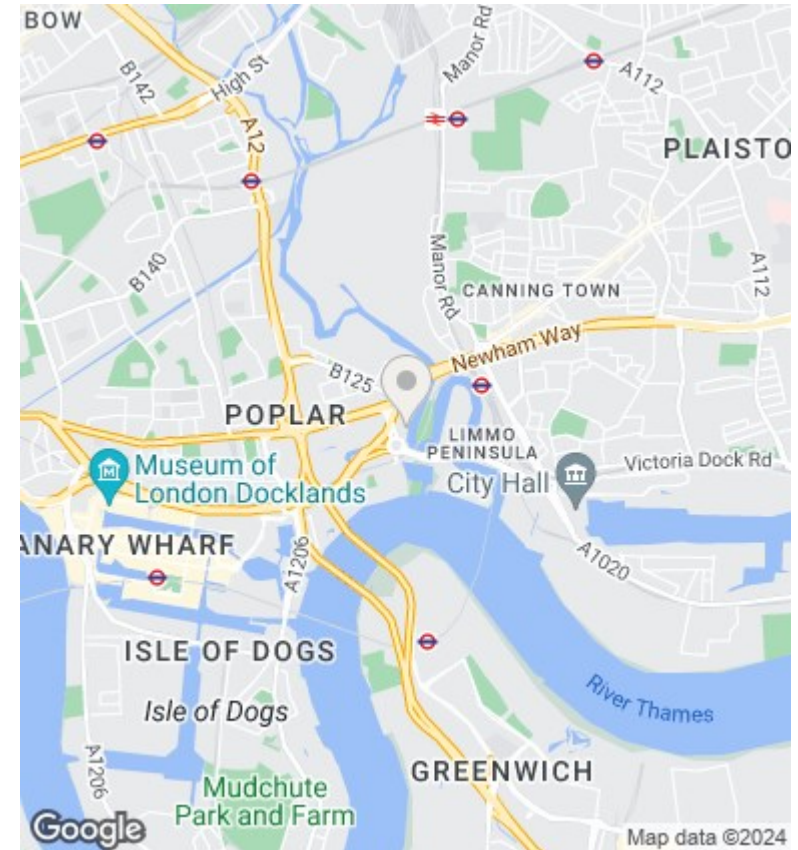 BOW
B142
High St
A12
Manor Rd
A112
PLAISTO
B140
Manor Rd
A112
CANNING TOWN
Newham Way
B125
POPLAR
LIMMO
PENINSULA
Victoria Dock Rd
Museum of
London Docklands
City Hall
ANARY WHARF
A1206
A1020
ISLE OF DOGS
Isle of Dogs
River Thames
A1206
GREENWICH
Mudchute
Park and Farm
Google
Map data ©2024